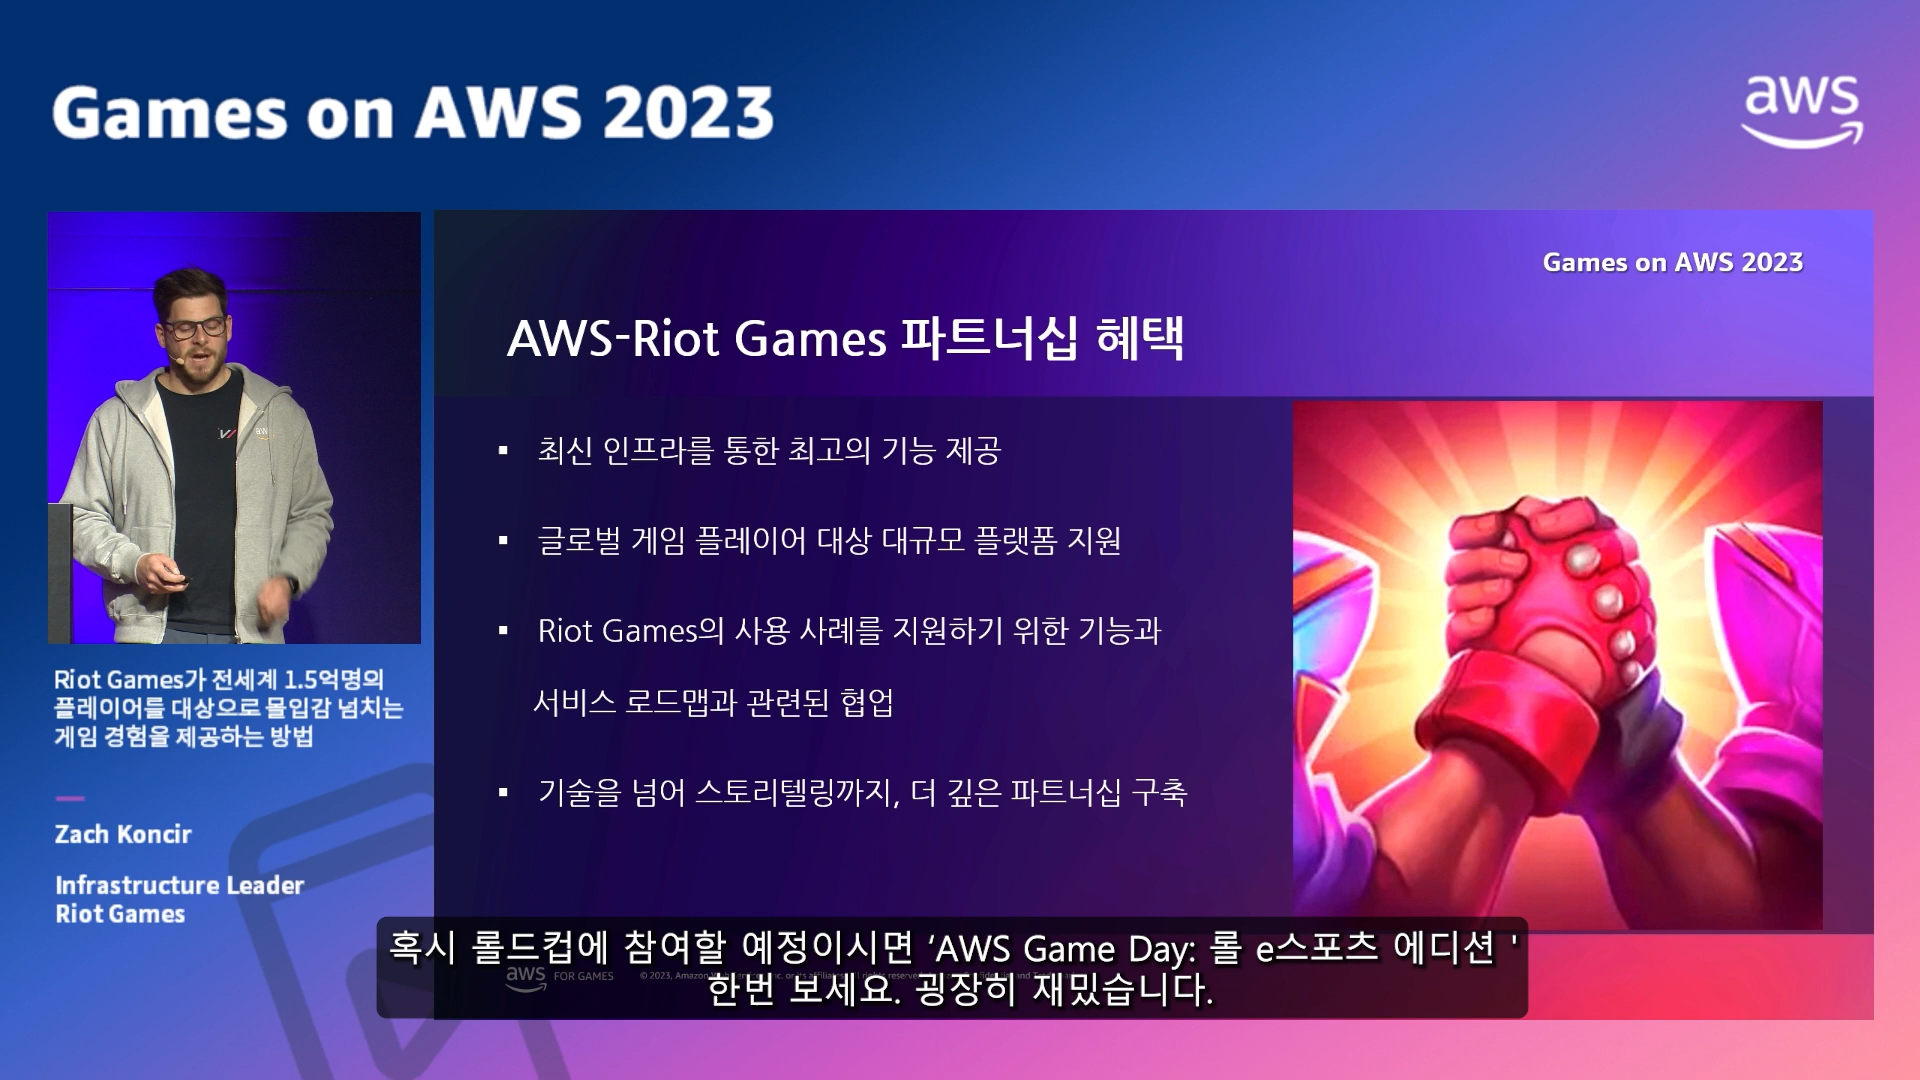 Games on AWS 2023
aws
Games on AWS 2023
AWS-Riot Games 파트너십 혜택
▪ 최신 인프라를 통한 최고의 기능 제공
▪ 글로벌 게임 플레이어 대상 대규모 플랫폼 지원
▪ Riot Games의 사용 사례를 지원하기 위한 기능과
서비스 로드맵과 관련된 협업
▪ 기술을 넘어 스토리텔링까지, 더 깊은 파트너십 구축
aws
Riot Games가 전세계 1.5억명의
플레이어를 대상으로 몰입감 넘치는
게임 경험을 제공하는 방법
Zach Koncir
Infrastructure Leader
Riot Games
혹시 롤드컵에 참여할 예정이시면 ‘AWS Game Day: 롤 e스포츠 에디션 '
한번 보세요. 굉장히 재밌습니다.
aws FOR GAMES © 2023, Amazon